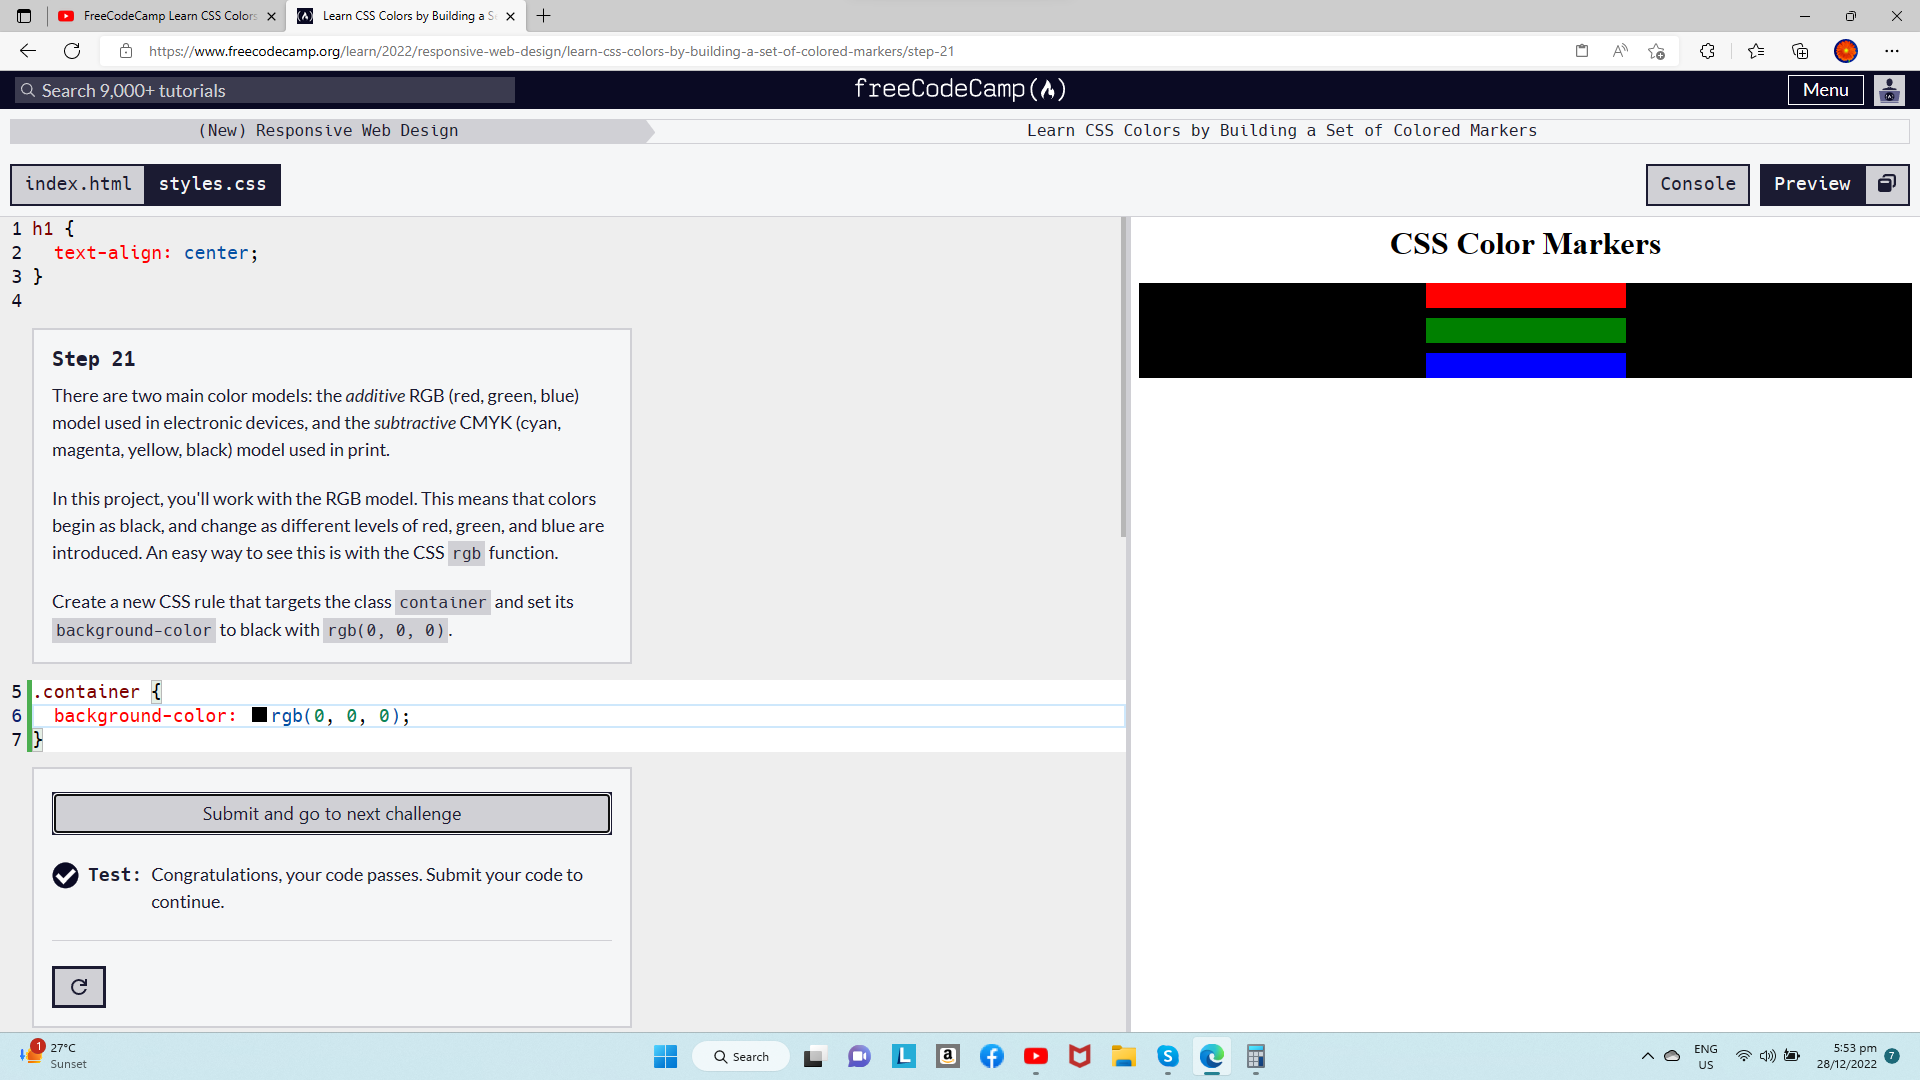 FreeCodeCamp Learn CSS Colors
Learn CSS Colors by Building a Se
https://www.freecodecamp.org/learn/2022/responsive-web-design/learn-css-colors-by-building-a-set-of-colored-markers/step-21
Search 9,000+ tutorials
freeCodeCamp
Menu
(New) Responsive Web Design
Learn CSS Colors by Building a Set of Colored Markers
index.html
styles.css
Console
Preview
1 h1 {
2 text-align: center;
3 }
4
Step 21
There are two main color models: the additive RGB (red, green, blue)
model used in electronic devices, and the subtractive CMYK (cyan,
magenta, yellow, black) model used in print.
In this project, you'll work with the RGB model. This means that colors
begin as black, and change as different levels of red, green, and blue are
introduced. An easy way to see this is with the CSS rgb function.
Create a new CSS rule that targets the class container and set its
background-color to black with rgb(0, 0, 0).
5 .container {
6 background-color: rgb(0, 0, 0);
7 }
Submit and go to next challenge
Test: Congratulations, your code passes. Submit your code to
continue.
CSS Color Markers
1
27°C
Sunset
Search
L
a
S
ENG
US
5:53 pm
28/12/2022
7